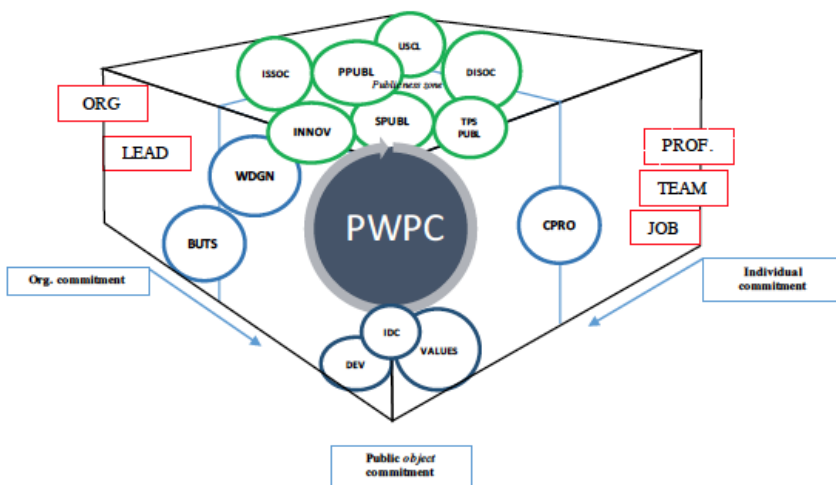 USCL
ISSOC
PPUBL
DISOC
Publicness zone
ORG
INNOV
SPUBL
TPS
PUBL
LEAD
PROF.
WDGN
TEAM
PWPC
CPRO
JOB
BUTS
Org. commitment
Individual
commitment
IDC
DEV
VALUES
Public object
commitment